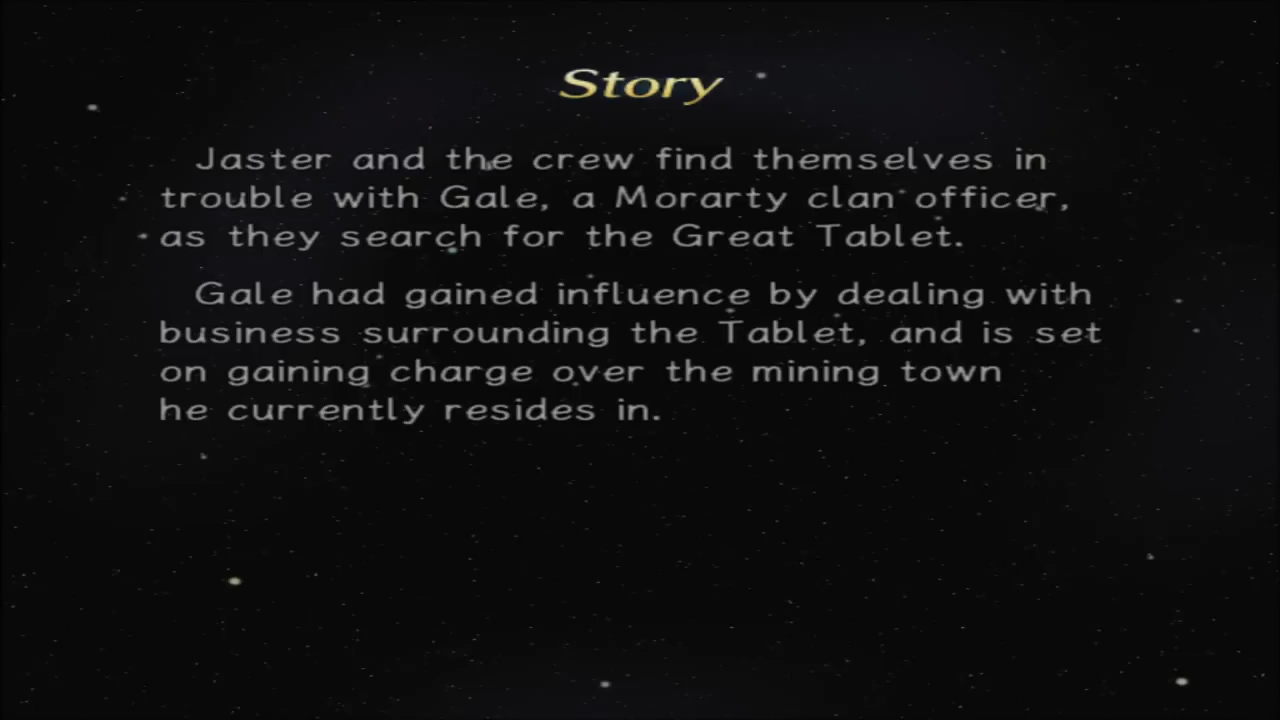 Story
Jaster and the crew find themselves in
trouble with Gale, a Morarty clan officer,
as they search for the Great Tablet.
Gale had gained influence by dealing with
business surrounding the Tablet, and is set
on gaining charge over the mining town
he currently resides in.